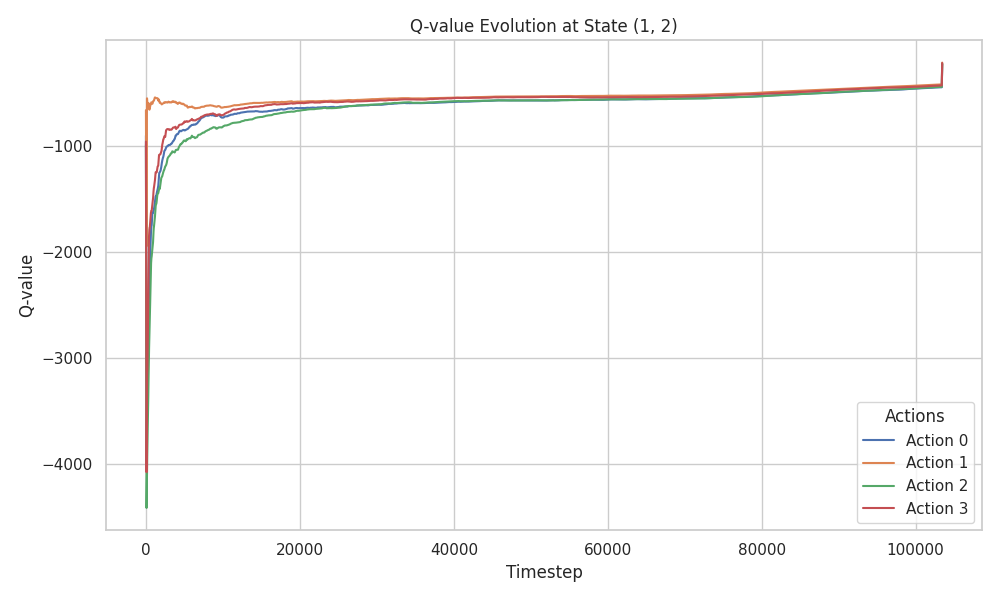 Q-value Evolution at State (1, 2)
Q-value
−1000
−2000
−3000
−4000
0
20000
40000
60000
80000
100000
Timestep
Actions
Action 0
Action 1
Action 2
Action 3